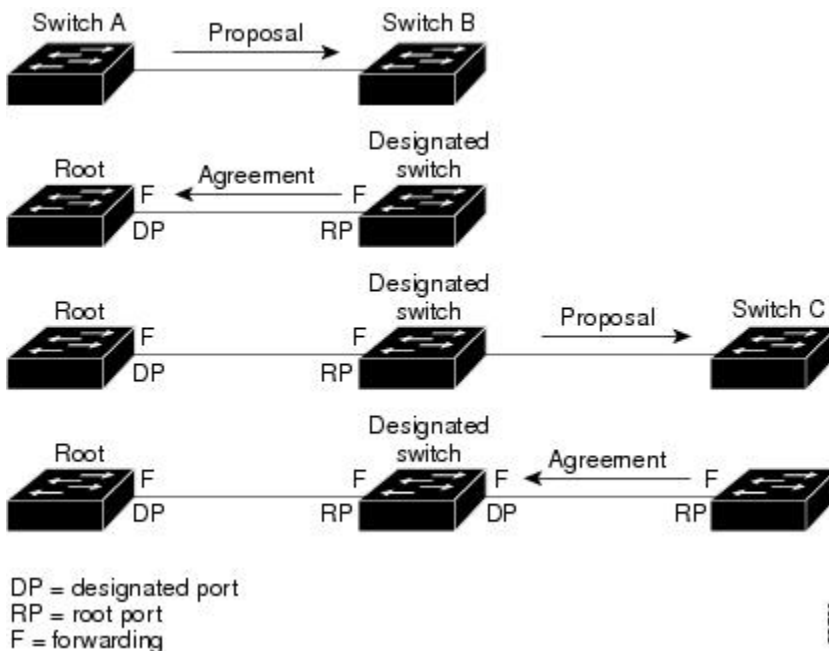 Switch A
Proposal
Switch B
Root
F
Agreement
F
Designated
switch
DP
RP
Root
F
Designated
switch
F
Proposal
Switch C
DP
RP
Root
F
Designated
switch
F
F
Agreement
F
DP
RP
DP
RP
DP = designated port
RP = root port
F = forwarding